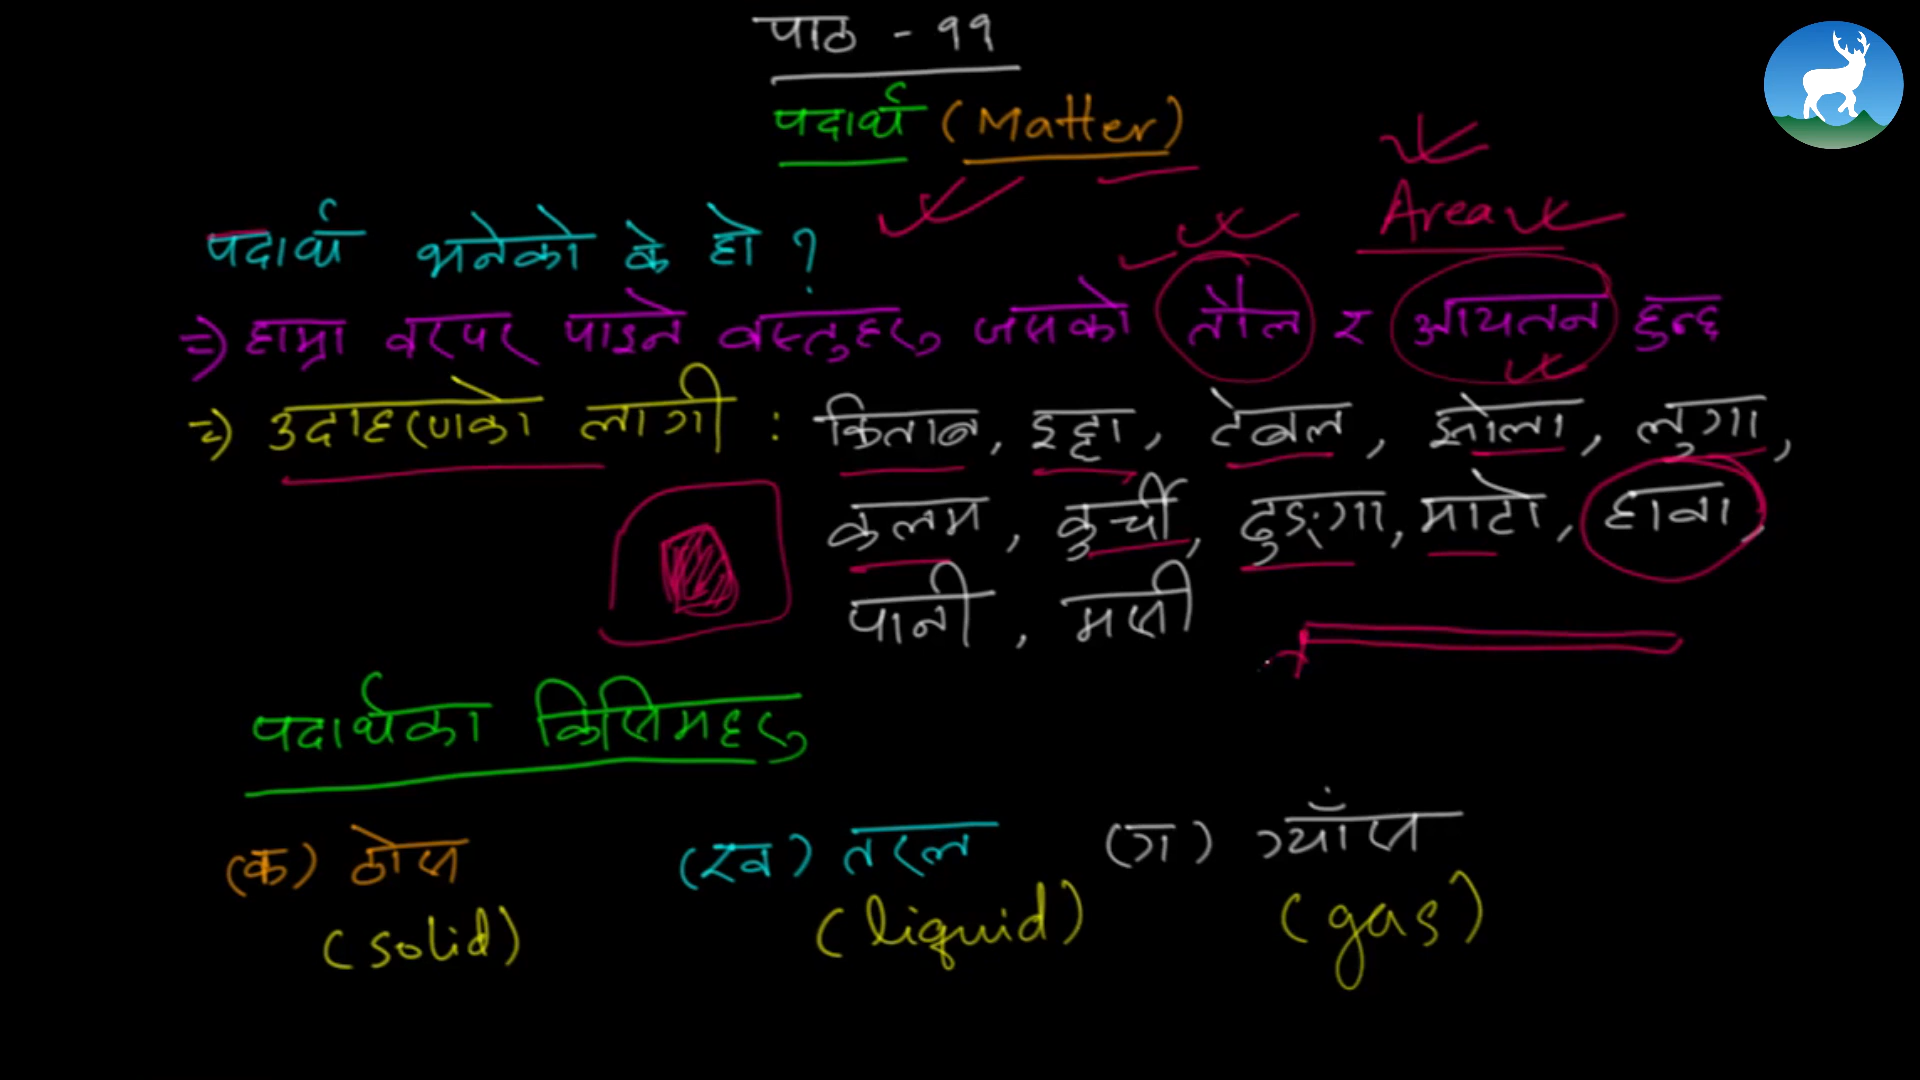 पाठ - ११
पदार्थ (Matter)
Area
पदार्थ भनेको के हो ?
=) हाम्रा वरपर पाइने वस्तुहरु जसको तौल र आयतन हुन्छ
=) उदाहरणको लागी : किताब, इट्टा, टेबल, झोला, लुगा,
कलम, कुर्ची, ढुङ्गा, माटो, हावा,
पानी, मसी
पदार्थका किसिमहरु
(क) ठोस (ख) तरल (ग) ग्याँस
(solid) (liquid) (gas)